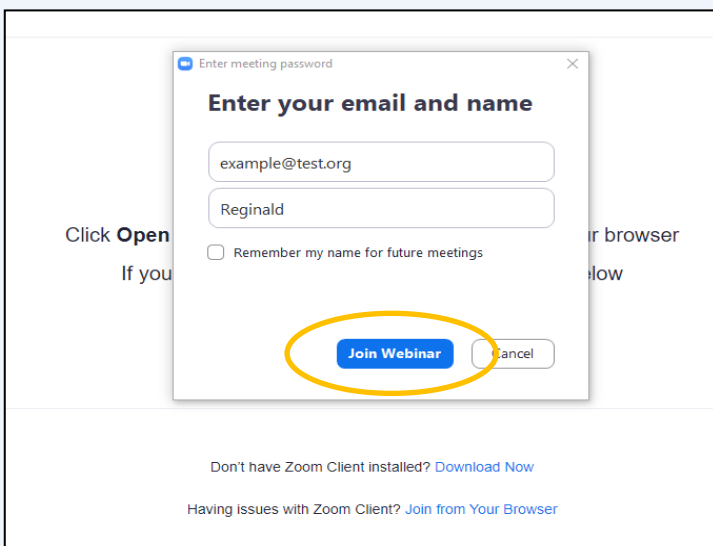 Enter meeting password
Enter your email and name
example@test.org
Reginald
Remember my name for future meetings
Join Webinar Cancel
Click Open browser
If you
Don't have Zoom Client installed? Download Now
Having issues with Zoom Client? Join from Your Browser